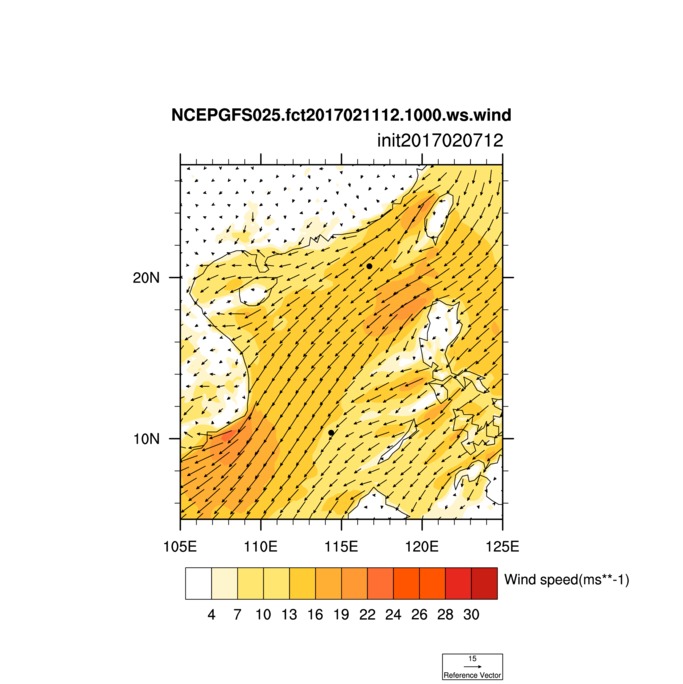 NCEPGFS025.fct2017021112.1000.ws.wind
init2017020712
20N
10N
105E 110E 115E 120E 125E
Wind speed(ms**-1)
4 7 10 13 16 19 22 24 26 28 30
15
Reference Vector